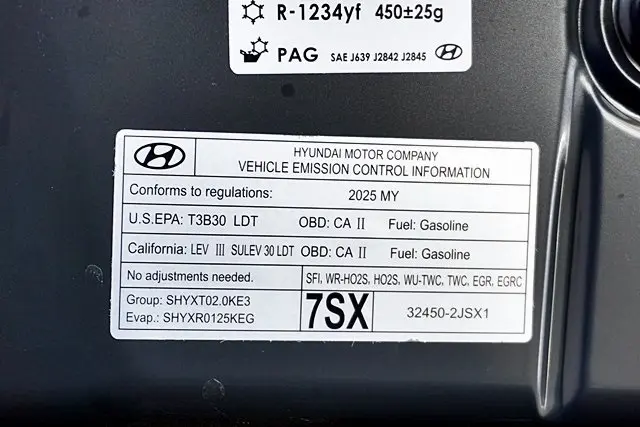 R-1234yf 450±25g
PAG SAE J639 J2842 J2845
HYUNDAI MOTOR COMPANY
VEHICLE EMISSION CONTROL INFORMATION
Conforms to regulations: 2025 MY
U.S.EPA: T3B30 LDT OBD: CA II Fuel: Gasoline
California: LEV III SULEV 30 LDT OBD: CA II Fuel: Gasoline
No adjustments needed. SFI, WR-HO2S, HO2S, WU-TWC, TWC, EGR, EGRC
Group: SHYXT02.0KE3
Evap.: SHYXR0125KEG
7SX
32450-2JSX1